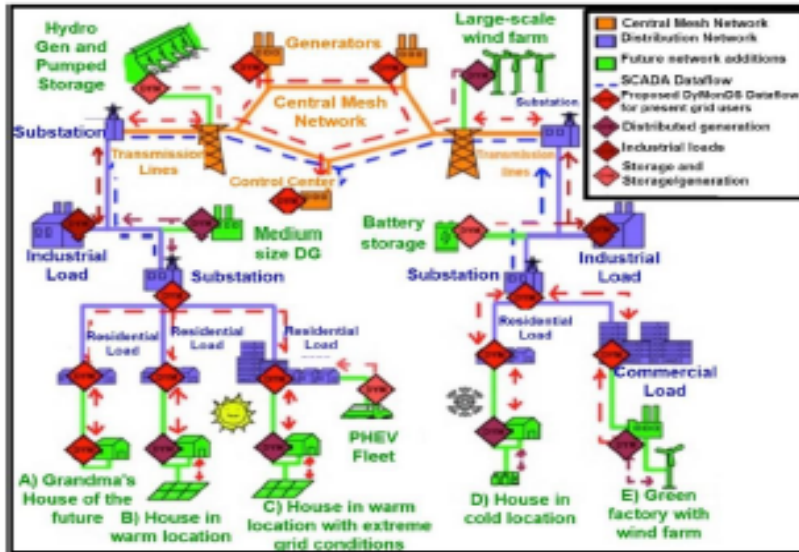 Hydro
Gen and
Pumped
Storage
Generators
Large-scale
wind farm
Central Mesh Network
Distribution Network
Future network additions
SCADA Dataflow
Proposed DyMonDS Dataflow
for present grid users
Distributed generation
Industrial loads
Storage and
Storage/generation
Central Mesh
Network
Substation
Substation
Transmission
Lines
Transmission
lines
Control Center
Industrial
Load
Medium
size DG
Battery
storage
Industrial
Load
Substation
Substation
Residential
Load
Residential
Load
Residential
Load
Residential
Load
Commercial
Load
PHEV
Fleet
A) Grandma's
House of the
future
B) House in
warm location
C) House in warm
location with extreme
grid conditions
D) House in
cold location
E) Green
factory with
wind farm